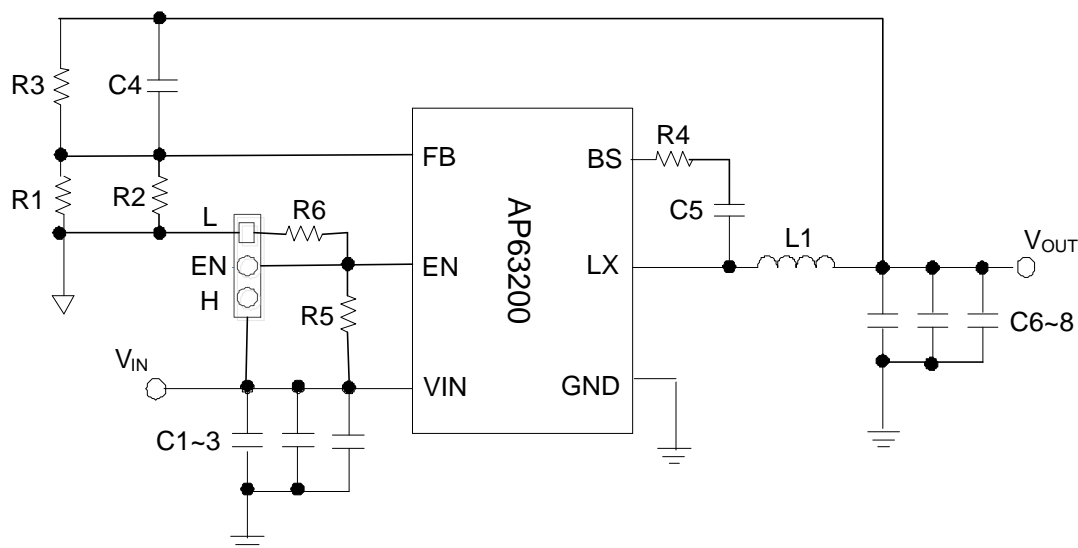 R3
C4
FB
BS
R4
R1
R2
L
R6
C5
AP63200
L1
VOUT
EN
EN
LX
H
R5
C6~8
VIN
VIN
GND
C1~3